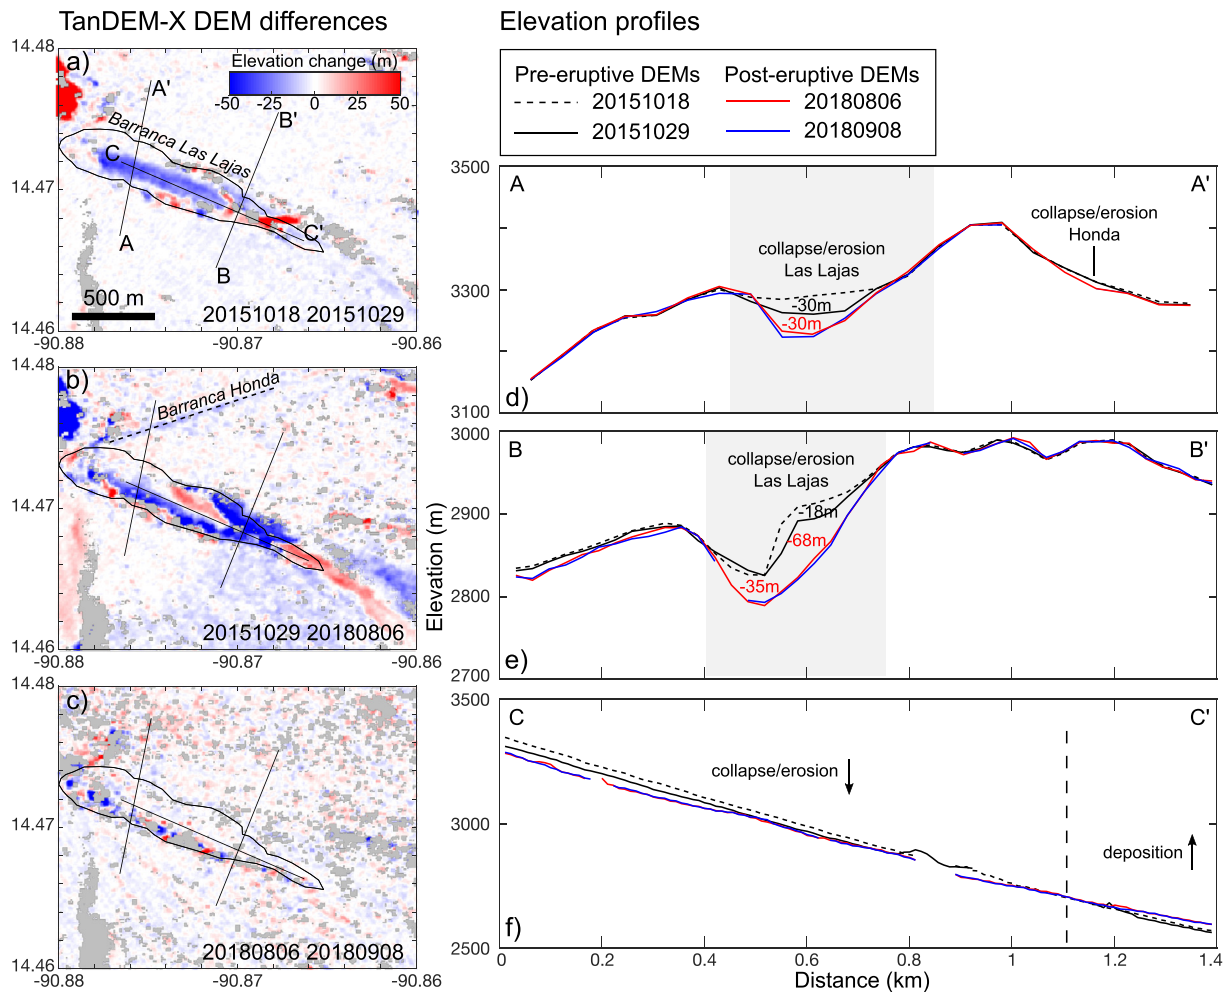 TanDEM-X DEM differences
Elevation profiles
14.48
a)
Elevation change (m)
-50 -25 0 25 50
A'
B'
Barranca Las Lajas
C
14.47
A
C'
B
500 m
20151018 20151029
14.46
-90.88 -90.87 -90.86
14.48
b)
Barranca Honda
14.47
20151029 20180806
14.46
-90.88 -90.87 -90.86
14.48
c)
14.47
20180806 20180908
14.46
-90.88 -90.87 -90.86
Pre-eruptive DEMs Post-eruptive DEMs
20151018 20180806
20151029 20180908
3500
A A'
collapse/erosion
Honda
collapse/erosion
Las Lajas
3300
-30m
-30m
3100
d)
3000
B B'
collapse/erosion
Las Lajas
2900
-18m
-68m
-35m
2800
2700
e)
Elevation (m)
3500
C C'
collapse/erosion
3000
deposition
2500
f)
0 0.2 0.4 0.6 0.8 1 1.2 1.4
Distance (km)